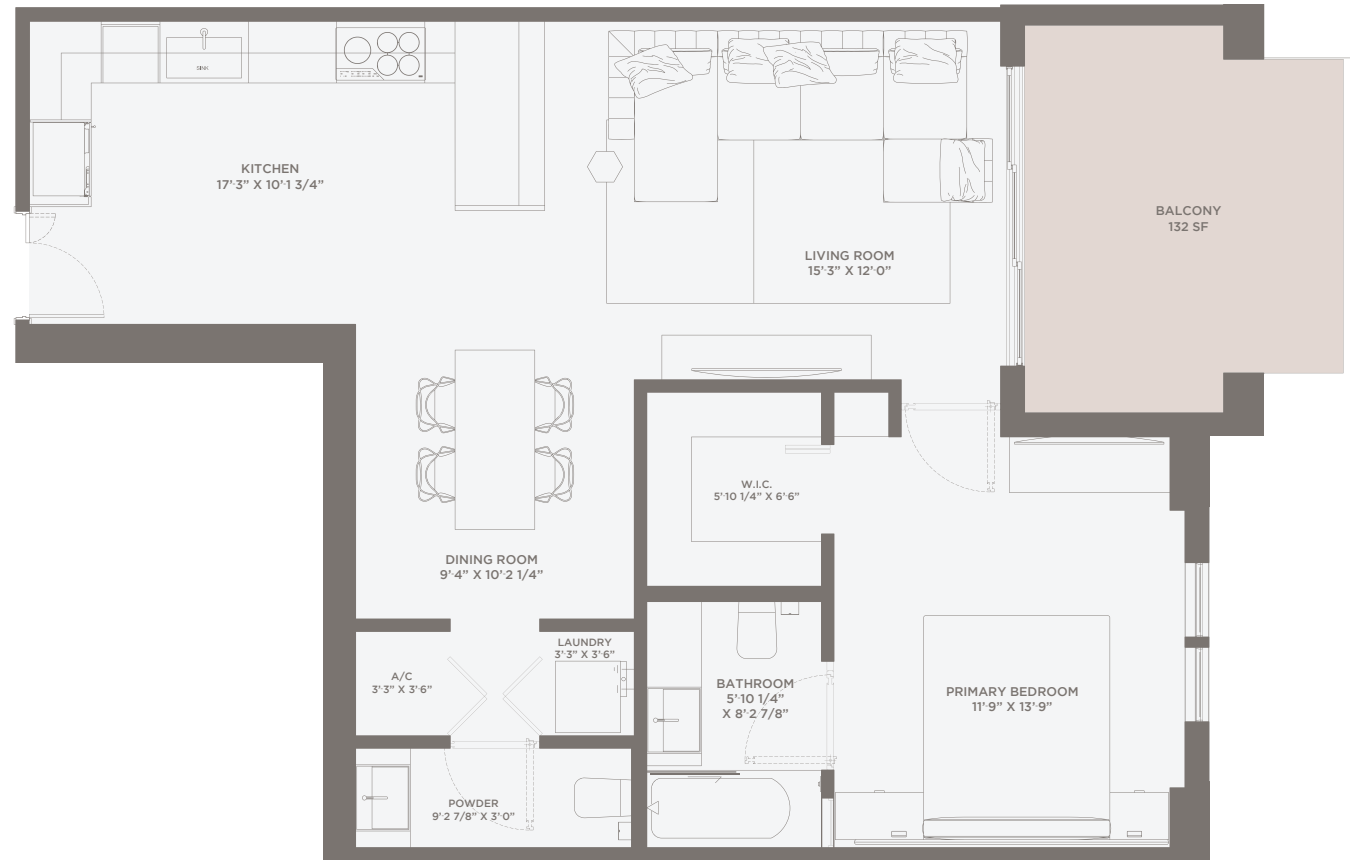 SINK
KITCHEN
17'-3" X 10'-1 3/4"
BALCONY
132 SF
LIVING ROOM
15'-3" X 12'-0"
W.I.C.
5'-10 1/4" X 6'-6"
DINING ROOM
9'-4" X 10'-2 1/4"
LAUNDRY
3'-3" X 3'-6"
A/C
3'-3" X 3'-6"
BATHROOM
5'-10 1/4"
X 8'-2 7/8"
PRIMARY BEDROOM
11'-9" X 13'-9"
POWDER
9'-2 7/8" X 3'-0"